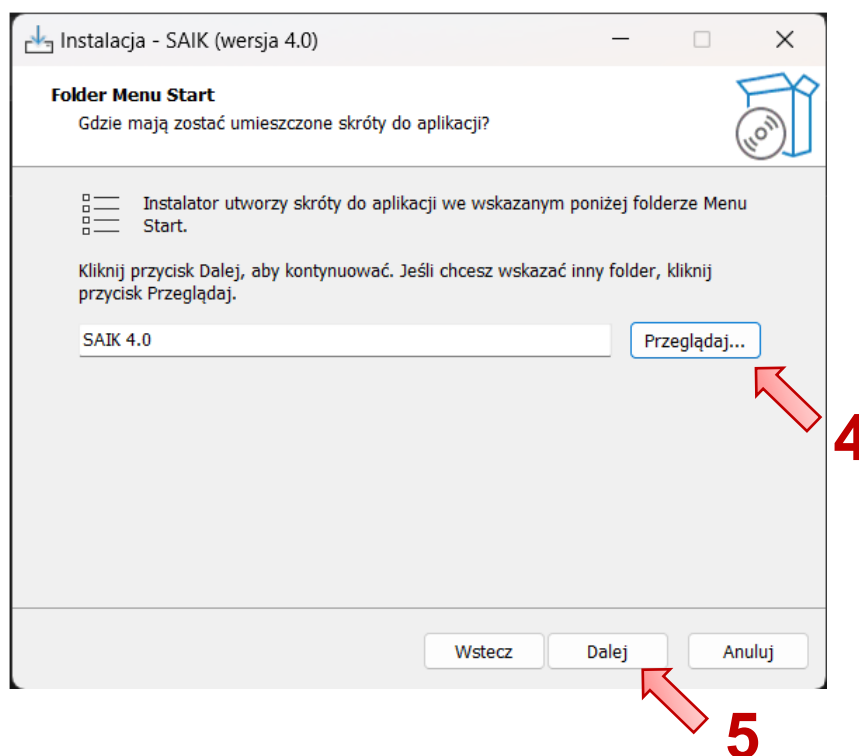 Instalacja - SAIK (wersja 4.0)
Folder Menu Start
Gdzie mają zostać umieszczone skróty do aplikacji?
Instalator utworzy skróty do aplikacji we wskazanym poniżej folderze Menu
Start.
Kliknij przycisk Dalej, aby kontynuować. Jeśli chcesz wskazać inny folder, kliknij
przycisk Przeglądaj.
SAIK 4.0 Przeglądaj...
4
Wstecz Dalej Anuluj
5